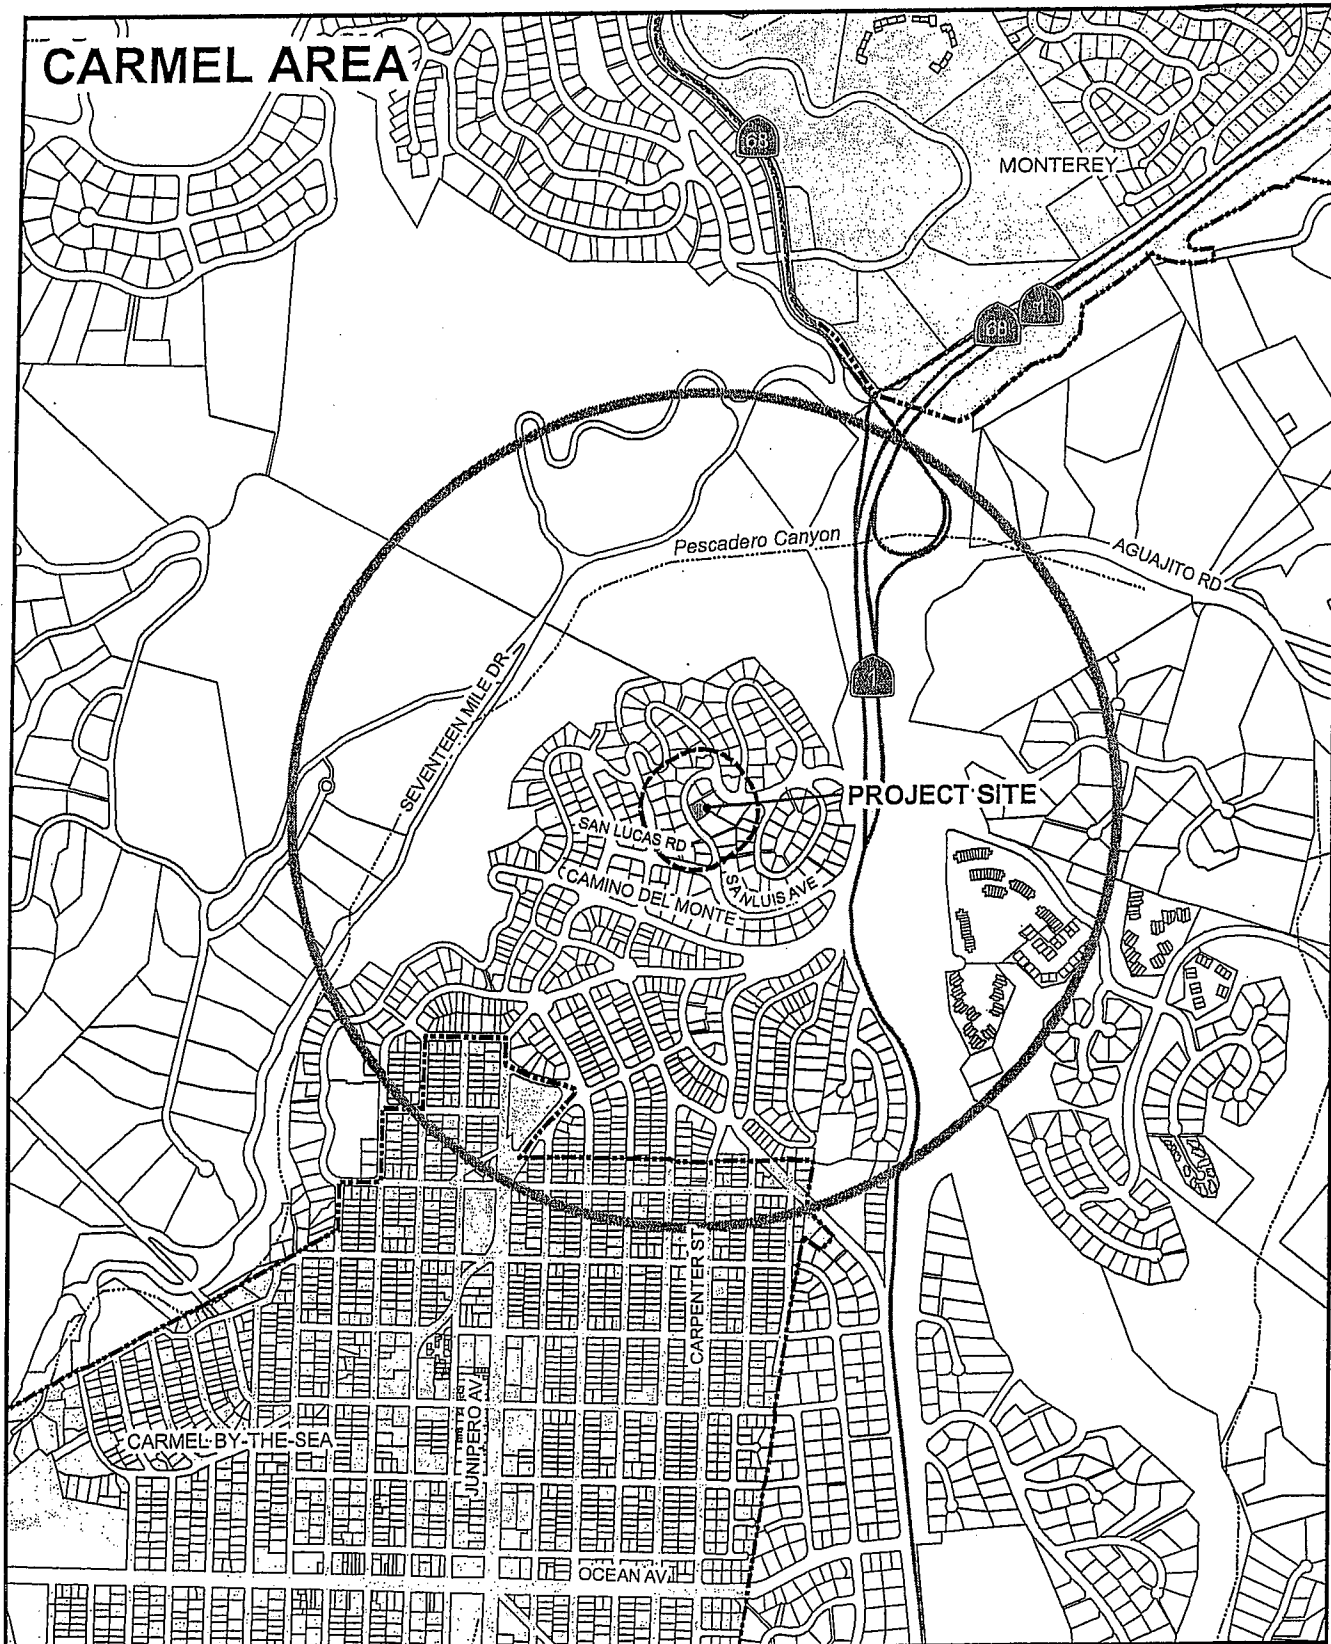 CARMEL AREA
68
MONTEREY
68
1
Pescadero Canyon
AGUAJITO RD
1
SEVENTEEN MILE DR
PROJECT SITE
SAN LUCAS RD
CAMINO DEL MONTE
SAN LUIS AVE
CARPENTER ST
JUNIPERO AV
CARMEL-BY-THE-SEA
OCEAN AV